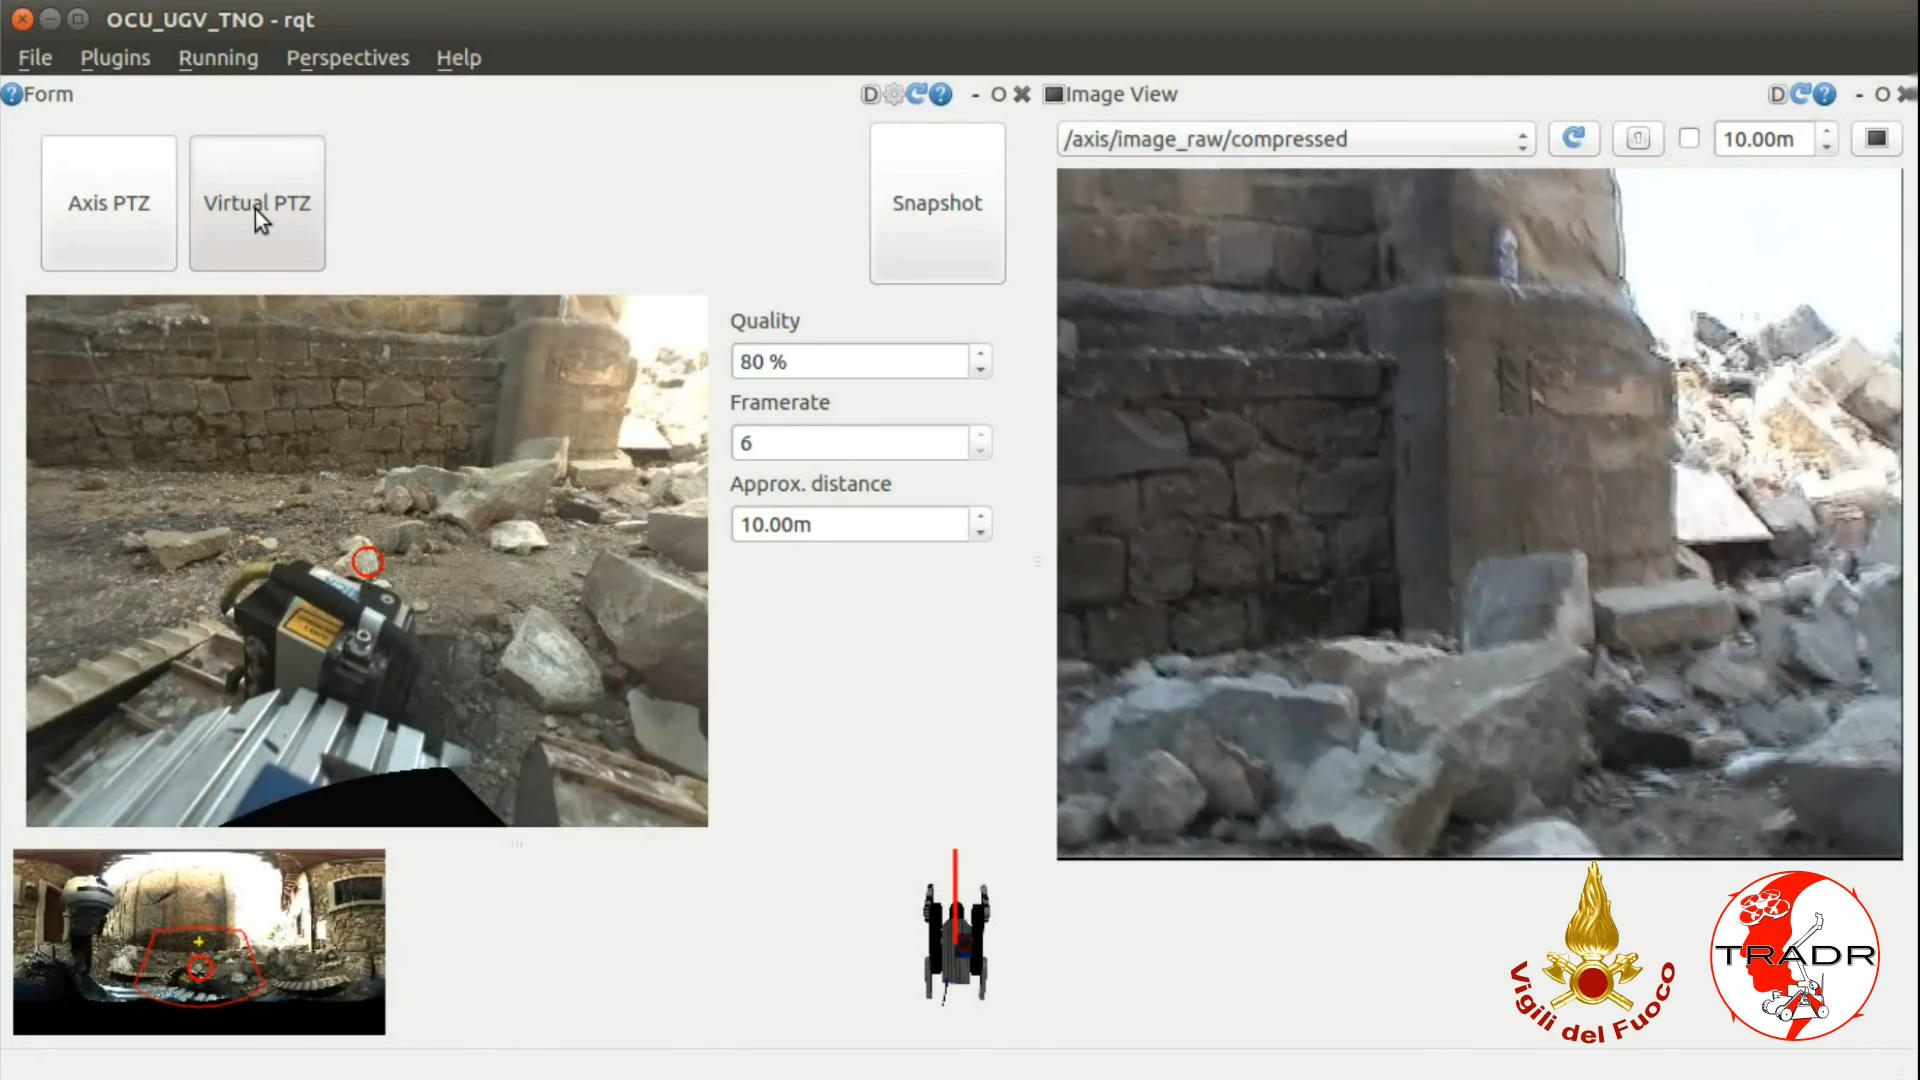 OCU_UGV_TNO - rqt
File Plugins Running Perspectives Help
Form
D
- O
Image View
D
- O
Axis PTZ
Virtual PTZ
Snapshot
/axis/image_raw/compressed
10.00m
Quality
80 %
Framerate
6
Approx. distance
10.00m
Vigili del Fuoco
TRADR